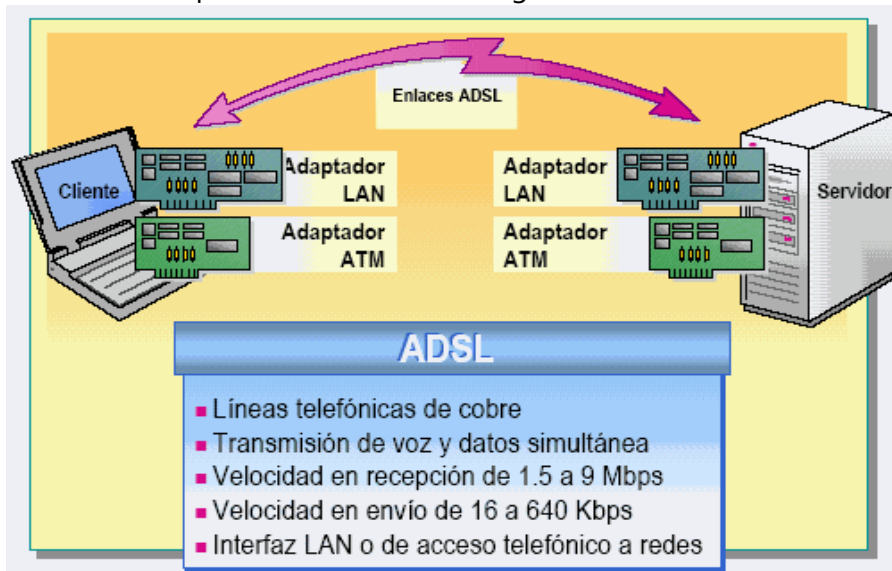 Enlaces ADSL
Cliente
Adaptador
LAN
Adaptador
LAN
Servidor
Adaptador
ATM
Adaptador
ATM
ADSL
Líneas telefónicas de cobre
Transmisión de voz y datos simultánea
Velocidad en recepción de 1.5 a 9 Mbps
Velocidad en envío de 16 a 640 Kbps
Interfaz LAN o de acceso telefónico a redes